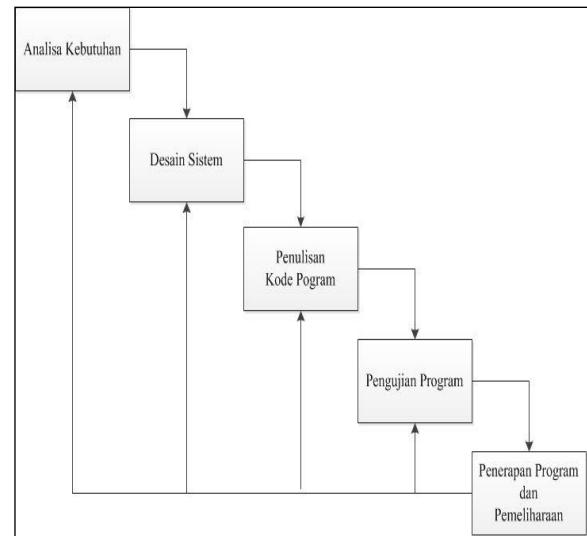 Analisa Kebutuhan
Desain Sistem
Penulisan
Kode Pogram
Pengujian Program
Penerapan Program
dan
Pemeliharaan